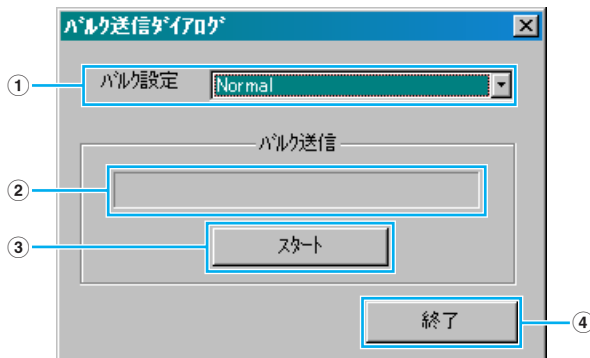 ﾊﾞﾙｸ送信ﾀﾞｲｱﾛｸﾞ
① ﾊﾞﾙｸ設定 Normal
ﾊﾞﾙｸ送信
②
③ ｽﾀｰﾄ
終了 ④